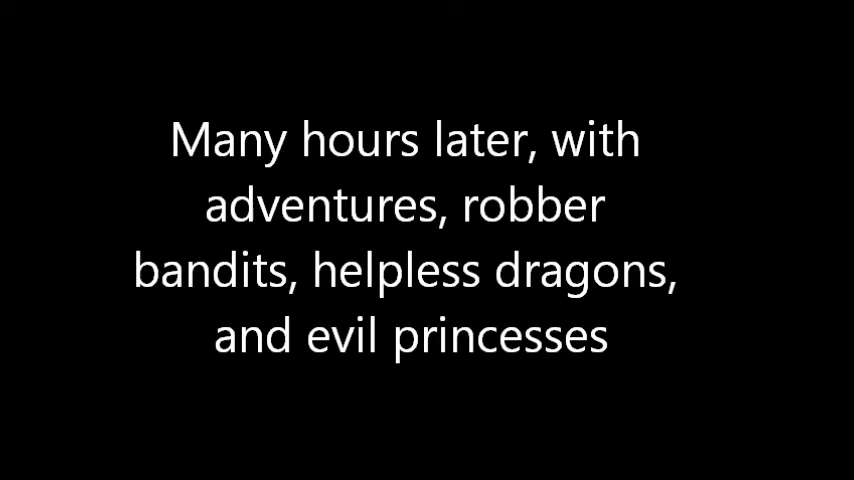 Many hours later, with
adventures, robber
bandits, helpless dragons,
and evil princesses